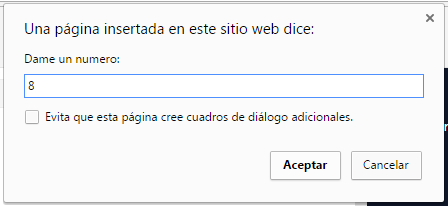 Una página insertada en este sitio web dice:
Dame un numero:
8
Evita que esta página cree cuadros de diálogo adicionales.
Aceptar Cancelar